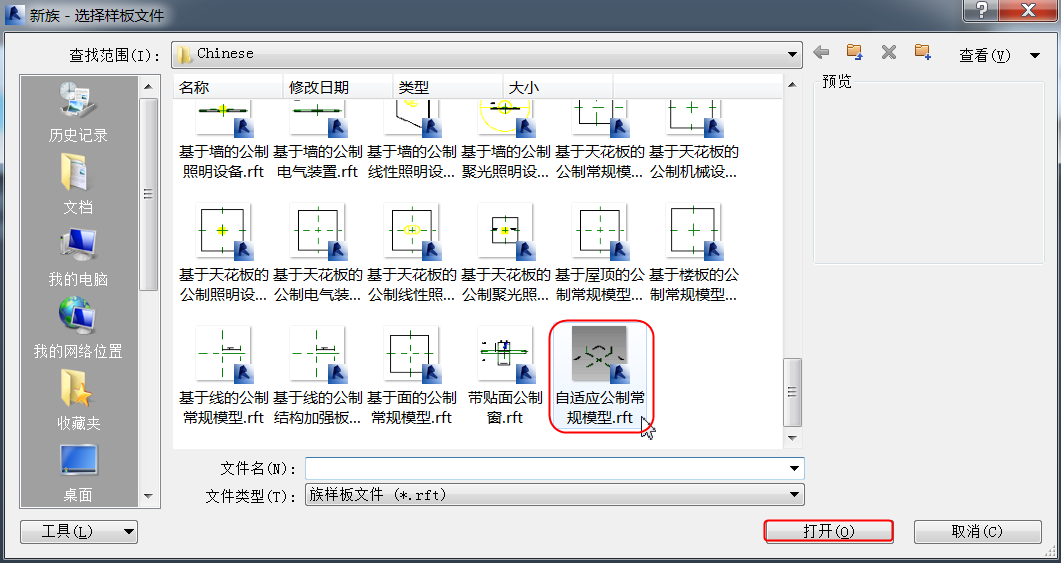 新族 - 选择样板文件
查找范围(I):
Chinese
查看(V)
名称
修改日期
类型
大小
预览
历史记录
文档
我的电脑
我的网络位置
收藏夹
桌面
基于墙的公制
照明设备.rft
基于墙的公制
电气装置.rft
基于墙的公制
线性照明设...
基于墙的公制
聚光照明设...
基于天花板的
公制常规模...
基于天花板的
公制机械设...
基于天花板的
公制照明设...
基于天花板的
公制电气装...
基于天花板的
公制线性照...
基于天花板的
公制聚光照...
基于屋顶的公
制常规模型...
基于楼板的公
制常规模型...
基于线的公制
常规模型.rft
基于线的公制
结构加强板...
基于面的公制
常规模型.rft
带贴面公制
窗.rft
自适应公制常
规模型.rft
文件名(N):
文件类型(T):
族样板文件 (*.rft)
工具(L)
打开(O)
取消(C)